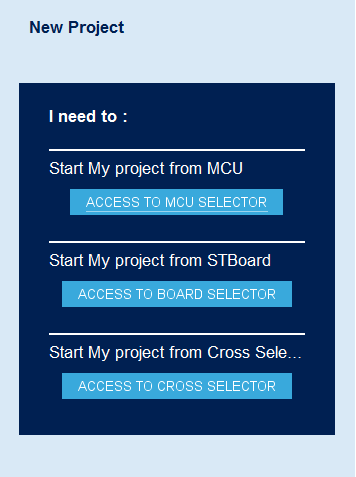 New Project
I need to :
Start My project from MCU
ACCESS TO MCU SELECTOR
Start My project from STBoard
ACCESS TO BOARD SELECTOR
Start My project from Cross Sele...
ACCESS TO CROSS SELECTOR